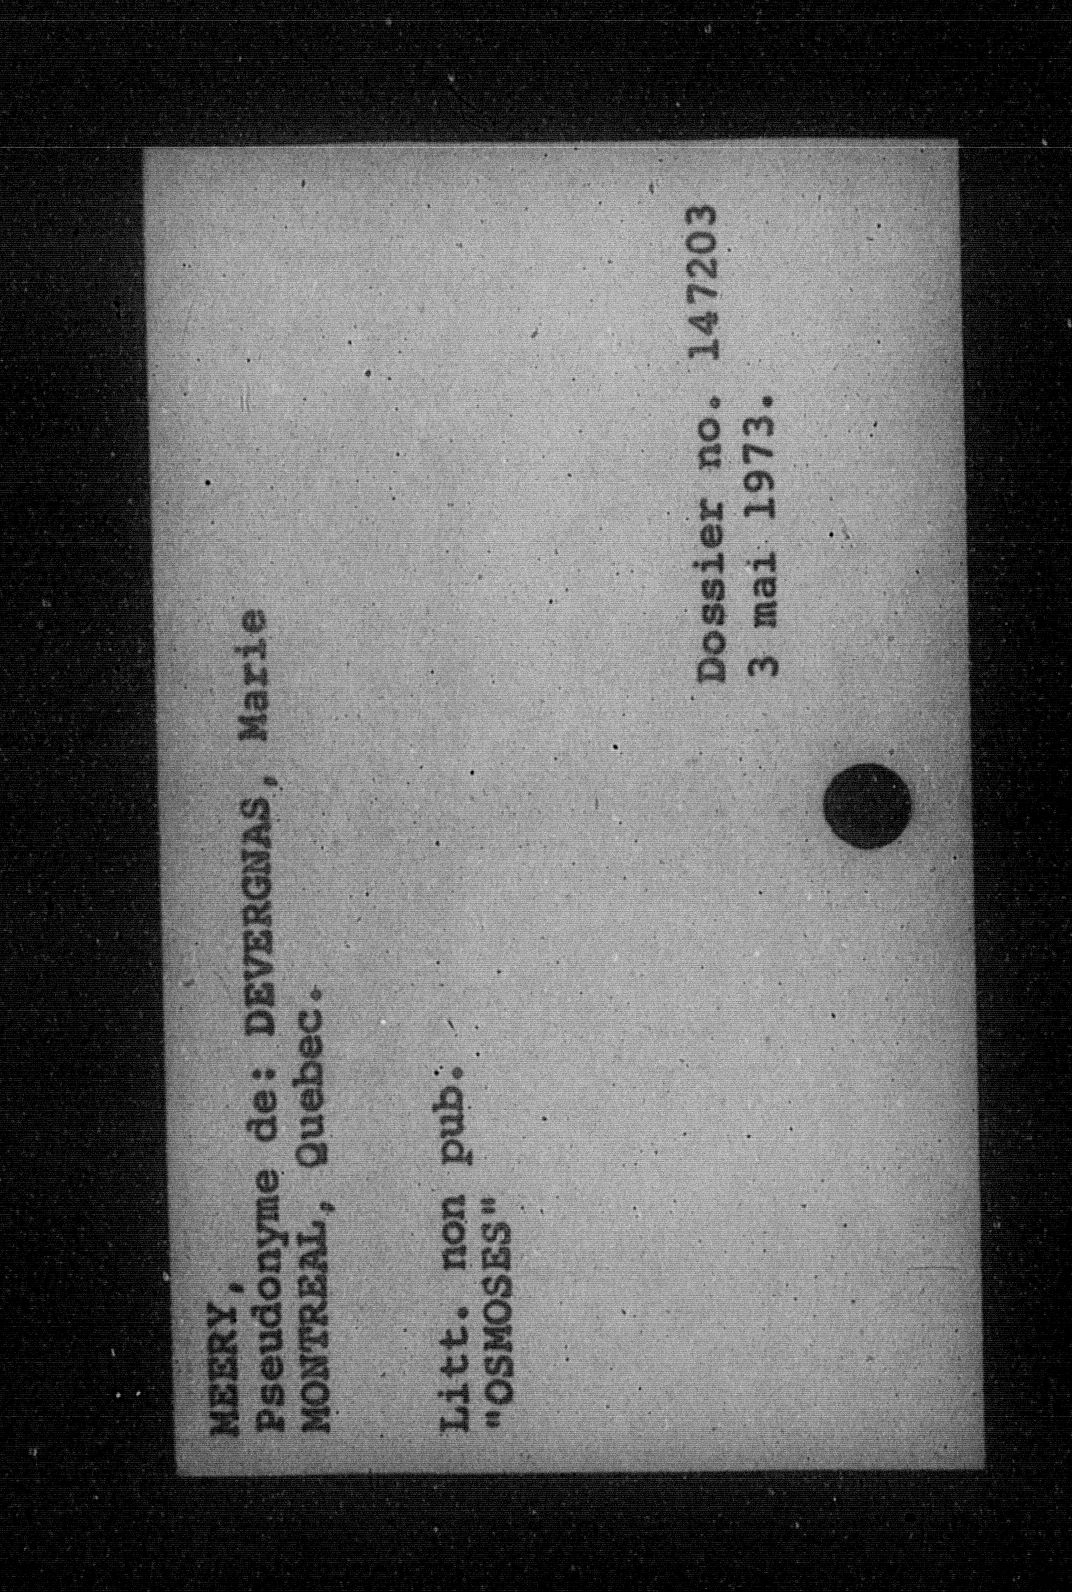 MEERY,
Pseudonyme de: DEVERGNAS, Marie
MONTREAL, Quebec.
Litt. non pub.
"OSMOSES"
Dossier no. 147203
3 mai 1973.